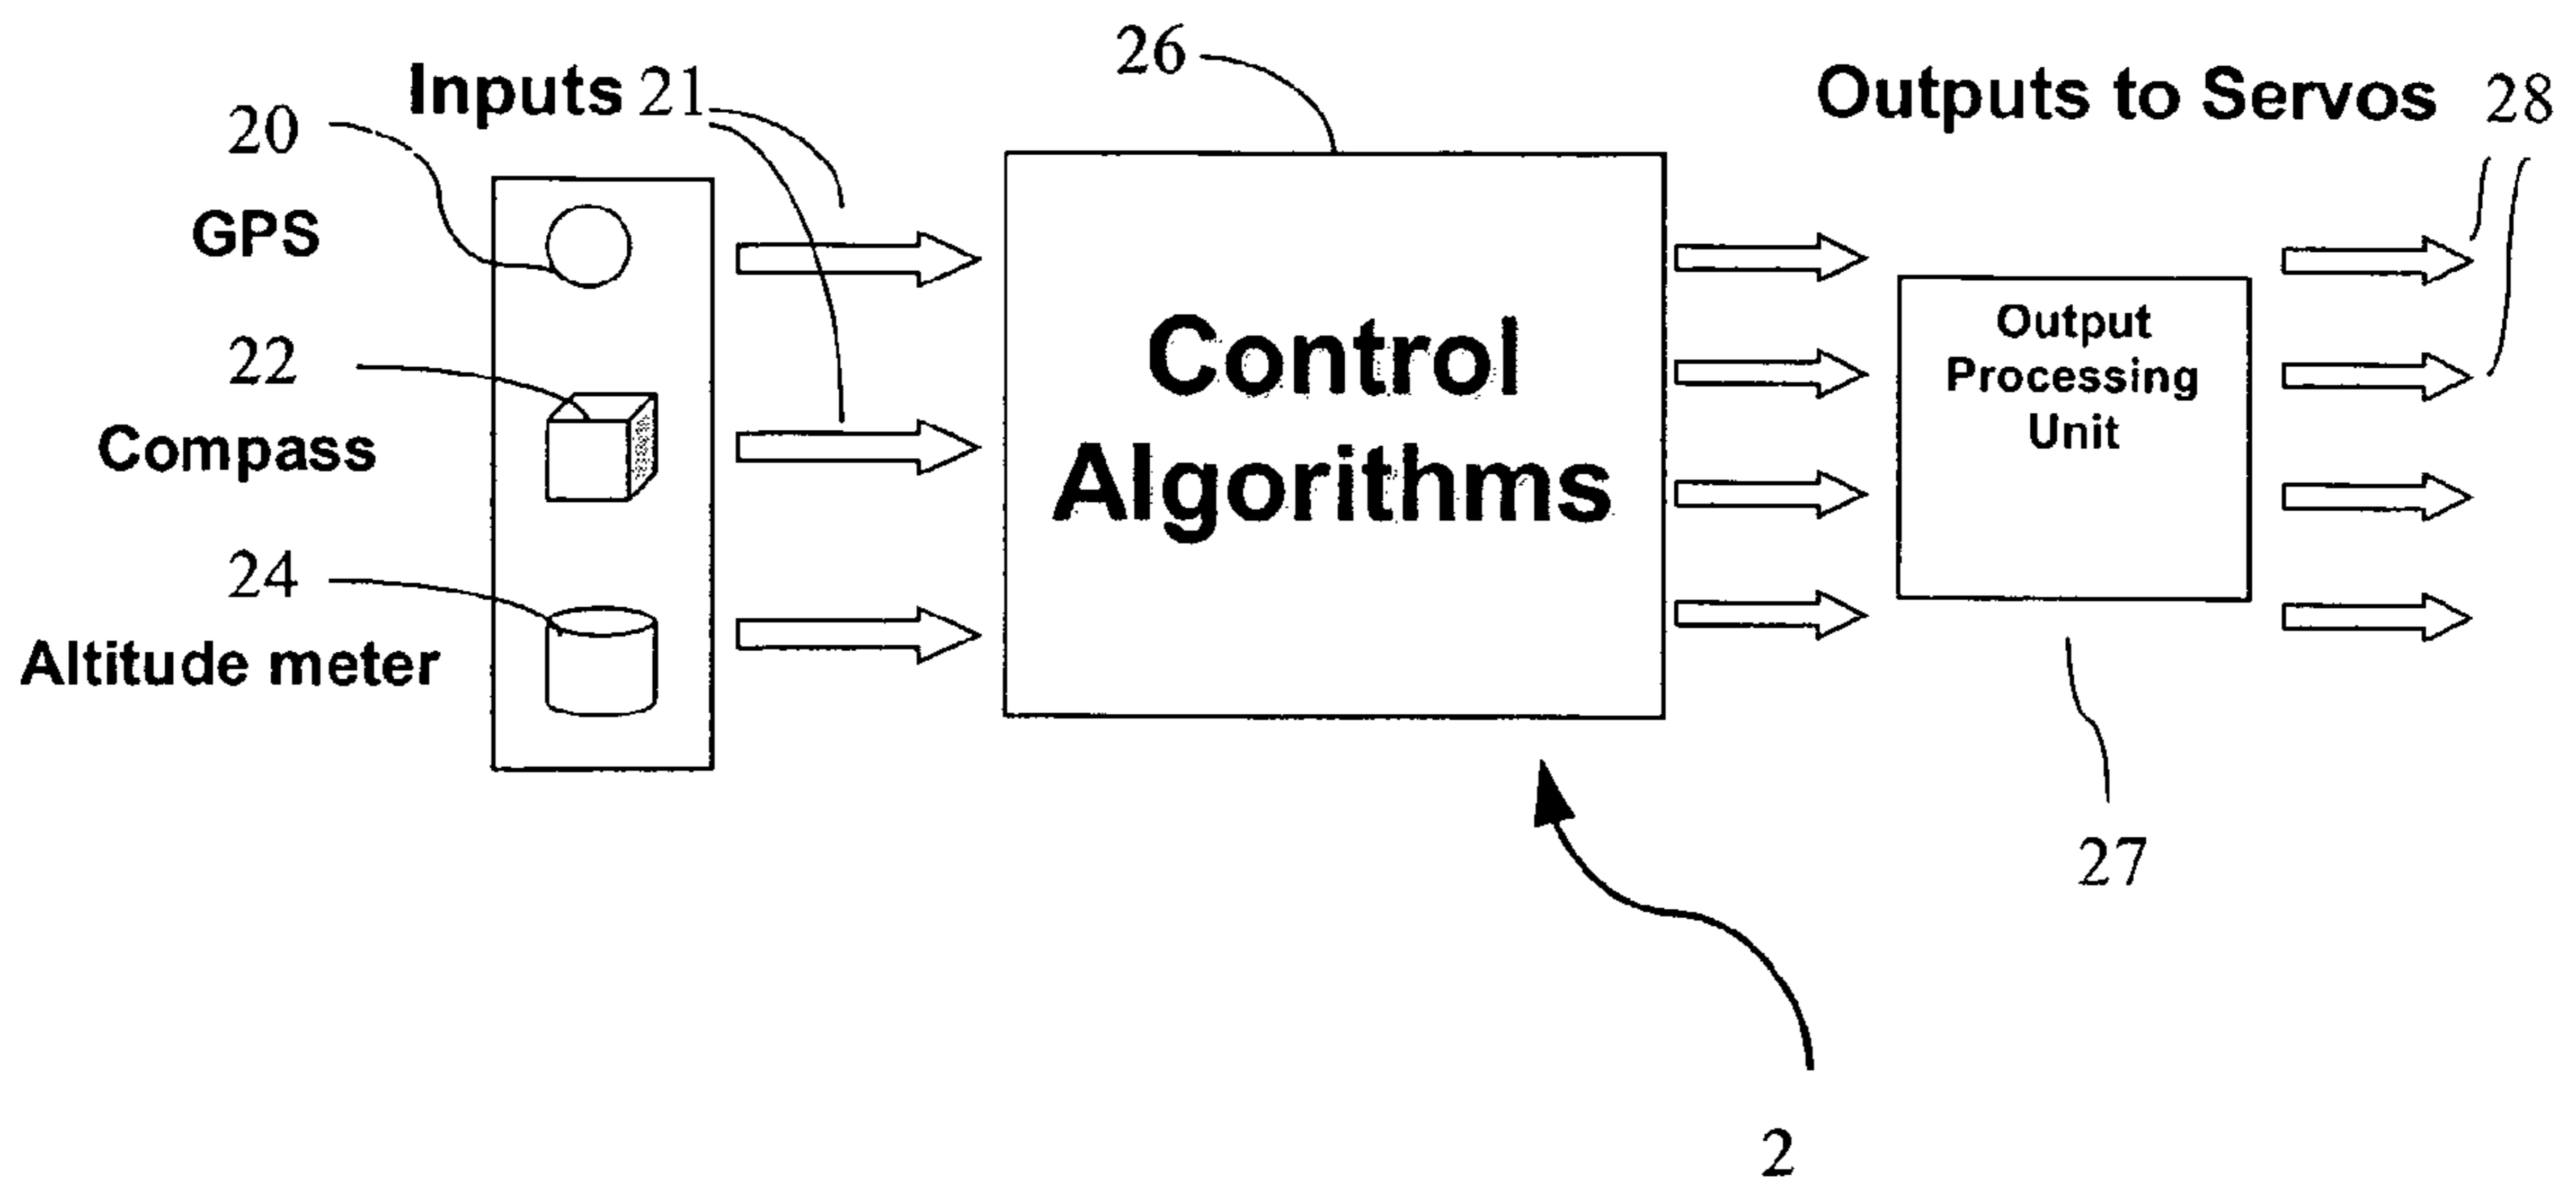 26
Inputs 21
Outputs to Servos 28
20
GPS
22
Compass
24
Altitude meter
Control
Algorithms
Output
Processing
Unit
27
2